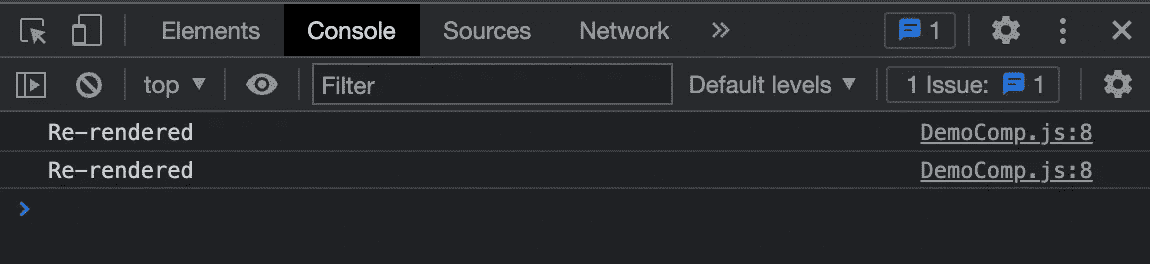 Elements Console Sources Network » 1
top ▼ Filter Default levels ▼ 1 Issue: 1
Re-rendered DemoComp.js:8
Re-rendered DemoComp.js:8
>